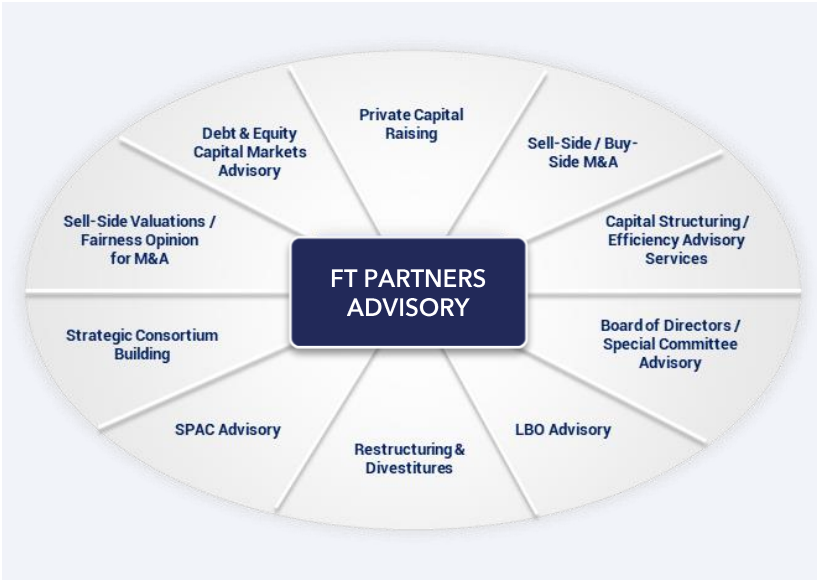 Private Capital
Raising
Sell-Side / Buy-
Side M&A
Capital Structuring /
Efficiency Advisory
Services
Board of Directors /
Special Committee
Advisory
LBO Advisory
Restructuring &
Divestitures
SPAC Advisory
Strategic Consortium
Building
Sell-Side Valuations /
Fairness Opinion
for M&A
Debt & Equity
Capital Markets
Advisory
FT PARTNERS
ADVISORY